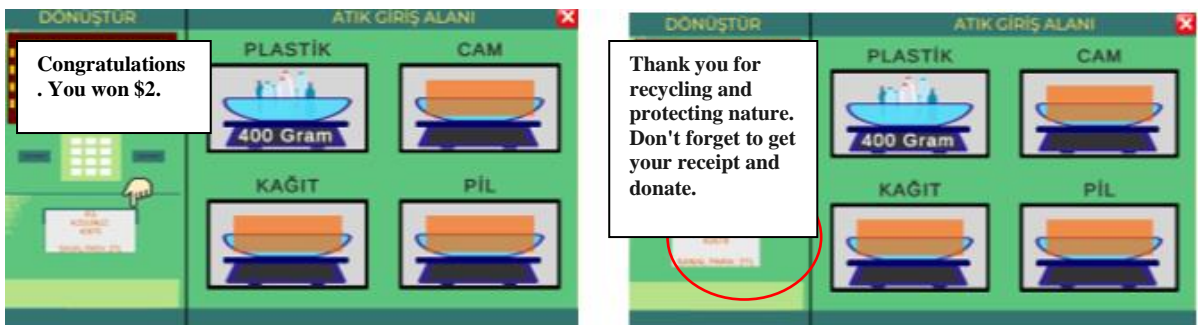 DÖNÜŞTÜR
ATIK GİRİŞ ALANI
Congratulations
. You won $2.
PLASTİK
CAM
400 Gram
KAĞIT
PİL
DÖNÜŞTÜR
ATIK GİRİŞ ALANI
Thank you for
recycling and
protecting nature.
Don't forget to get
your receipt and
donate.
PLASTİK
CAM
400 Gram
KAĞIT
PİL